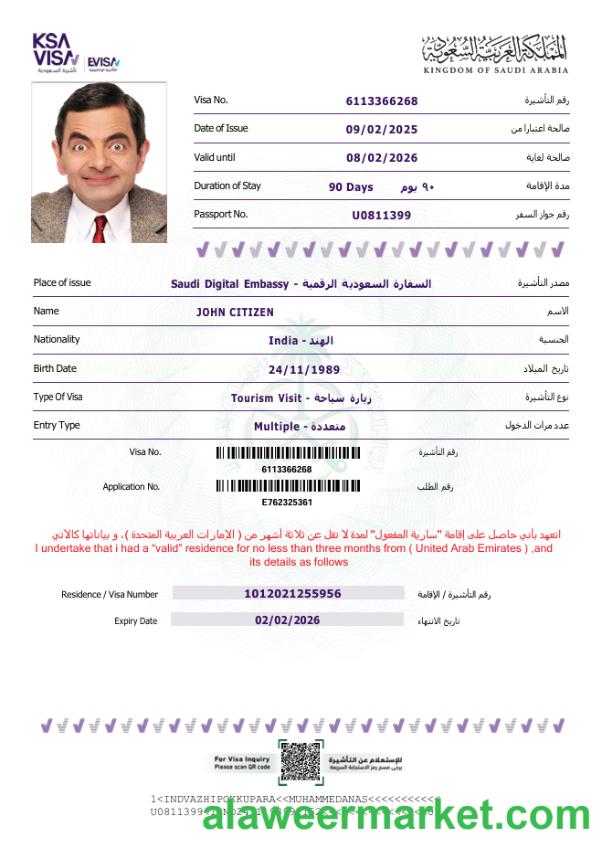 KSA
VISA
تأشيرة السعودية
EVISA
المملكة العربية السعودية
KINGDOM OF SAUDI ARABIA
Visa No. 6113366268 رقم التأشيرة
Date of Issue 09/02/2025 صالحة اعتبارا من
Valid until 08/02/2026 صالحة لغاية
Duration of Stay 90 Days ٩٠ يوم مدة الإقامة
Passport No. U0811399 رقم جواز السفر
Place of issue Saudi Digital Embassy - السفارة السعودية الرقمية مصدر التأشيرة
Name JOHN CITIZEN الاسم
Nationality India - الهند الجنسية
Birth Date 24/11/1989 تاريخ الميلاد
Type Of Visa Tourism Visit - زيارة سياحة نوع التأشيرة
Entry Type Multiple - متعددة عدد مرات الدخول
Visa No. رقم التأشيرة
6113366268
Application No. رقم الطلب
E762325361
اتعهد بأني حاصل على إقامة "سارية المفعول" لمدة لا تقل عن ثلاثة أشهر من ( الإمارات العربية المتحدة )، و بياناتها كالآتي
I undertake that i had a "valid" residence for no less than three months from ( United Arab Emirates ) ,and
its details as follows
Residence / Visa Number 1012021255956 رقم التأشيرة / الإقامة
Expiry Date 02/02/2026 تاريخ الانتهاء
For Visa Inquiry للإستعلام عن التأشيرة
Please scan QR code يرجى مسح رمز الاستجابة السريعة
1<INDVAZHIPOKKUPARA<<MUHAMMEDANAS<<<<<<<<<<<
U0811399<
alaweermarket.com